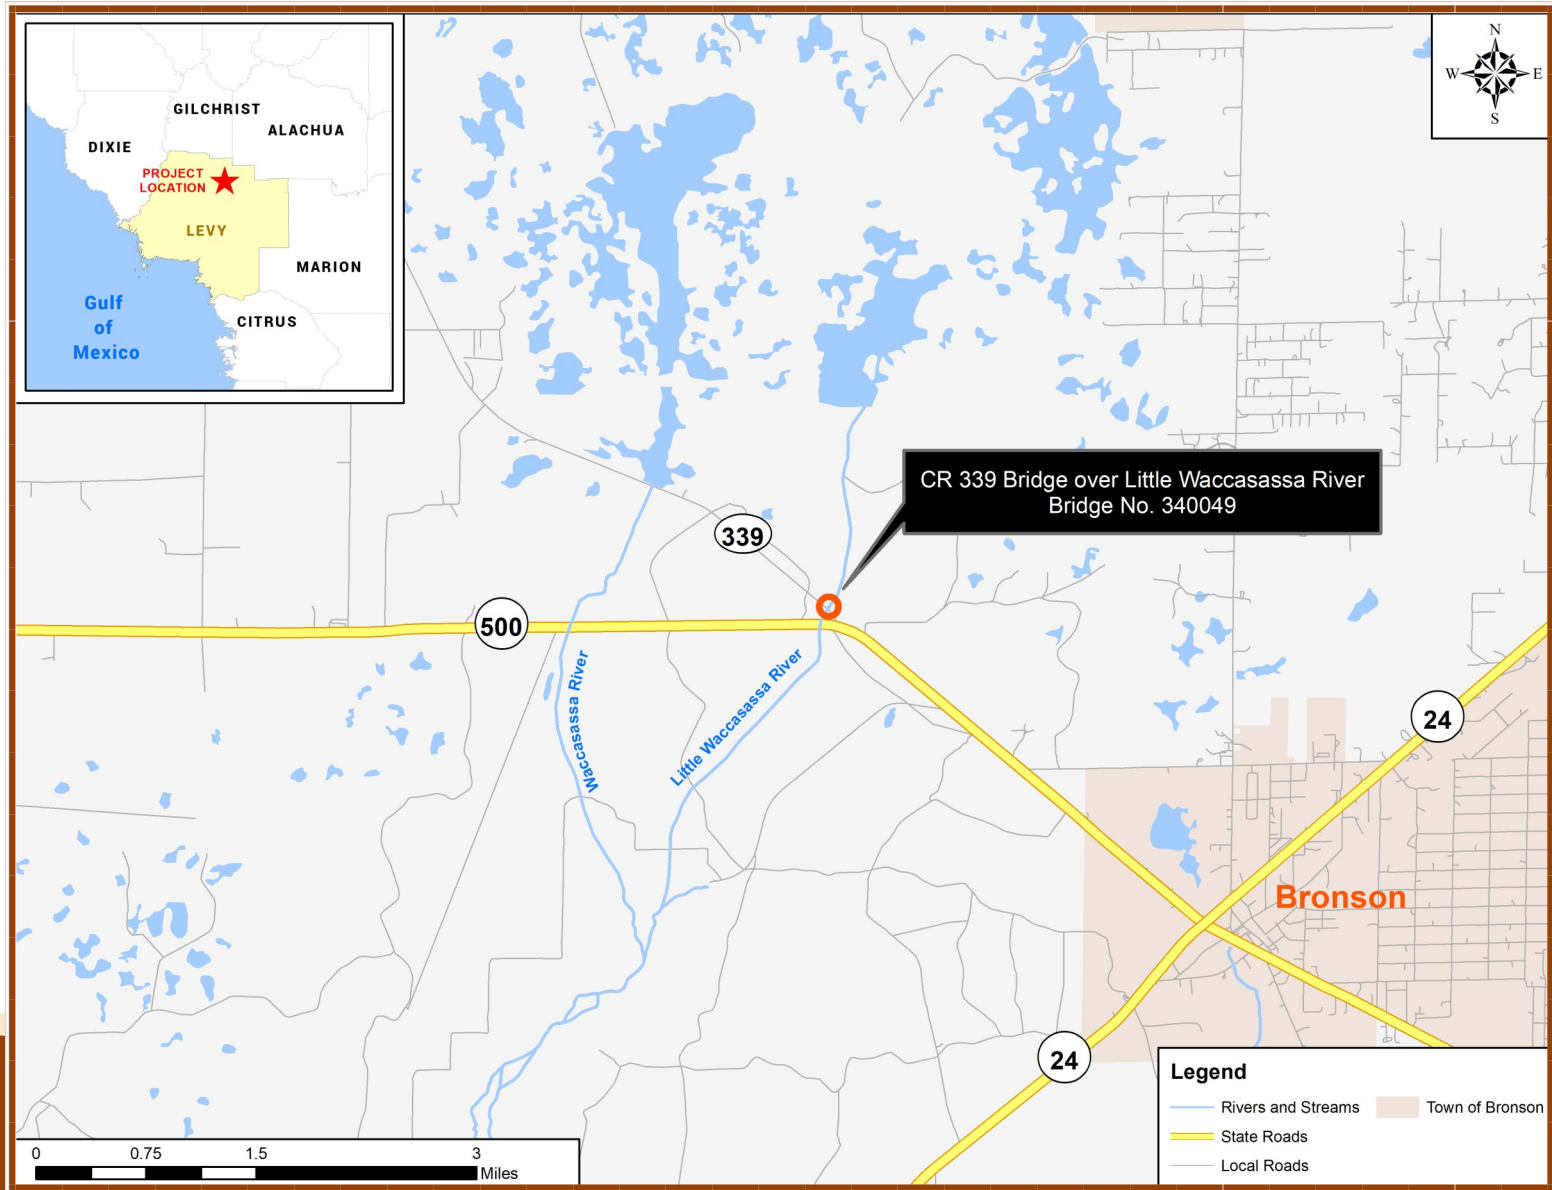 GILCHRIST
ALACHUA
DIXIE
PROJECT
LOCATION
LEVY
MARION
CITRUS
Gulf
of
Mexico
N
W
E
S
CR 339 Bridge over Little Waccasassa River
Bridge No. 340049
339
500
Waccasassa River
Little Waccasassa River
24
Bronson
24
Legend
Rivers and Streams
Town of Bronson
State Roads
Local Roads
0 0.75 1.5 3
Miles